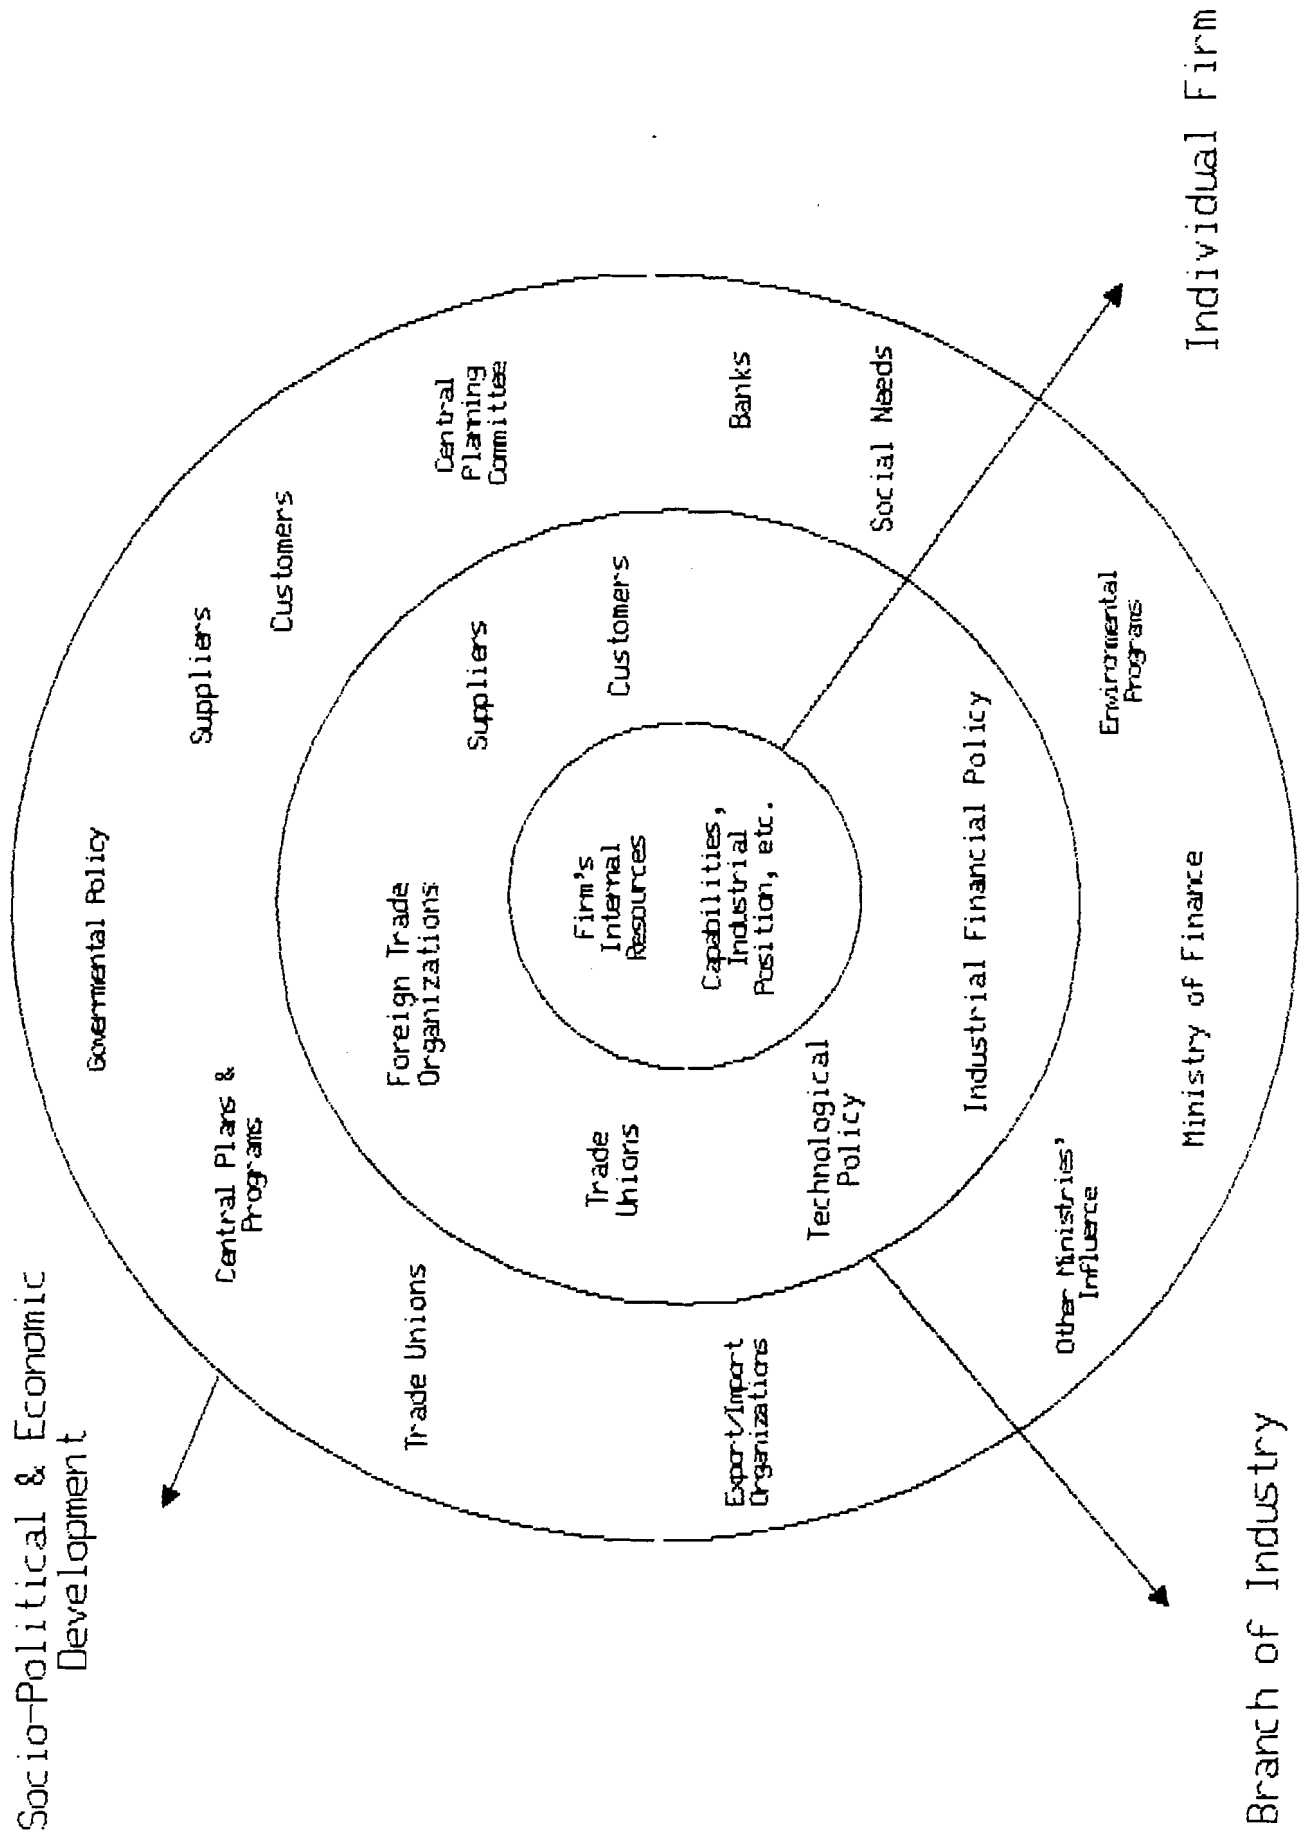 Socio-Political & Economic
Development
Governmental Policy
Central Plans &
Programs
Suppliers
Customers
Trade Unions
Central
Planning
Committee
Foreign Trade
Organizations
Suppliers
Trade
Unions
Customers
Firm's
Internal
Resources
Capabilities,
Industrial
Position, etc.
Export/Import
Organizations
Banks
Technological
Policy
Social Needs
Industrial Financial Policy
Other Ministries'
Influence
Environmental
Programs
Ministry of Finance
Branch of Industry
Individual Firm